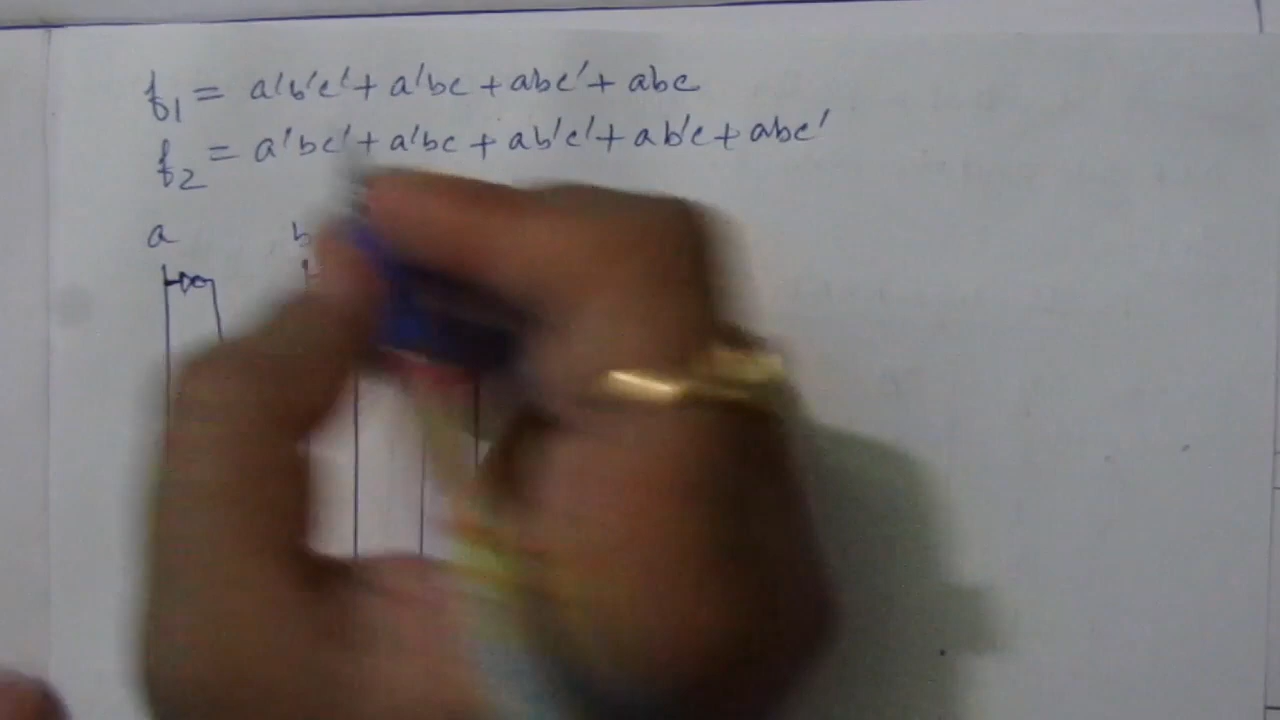 f₁ = a'b'c' + a'bc + abc' + abc
f₂ = a'bc' + a'bc + ab'c' + ab'c + abc'
a b